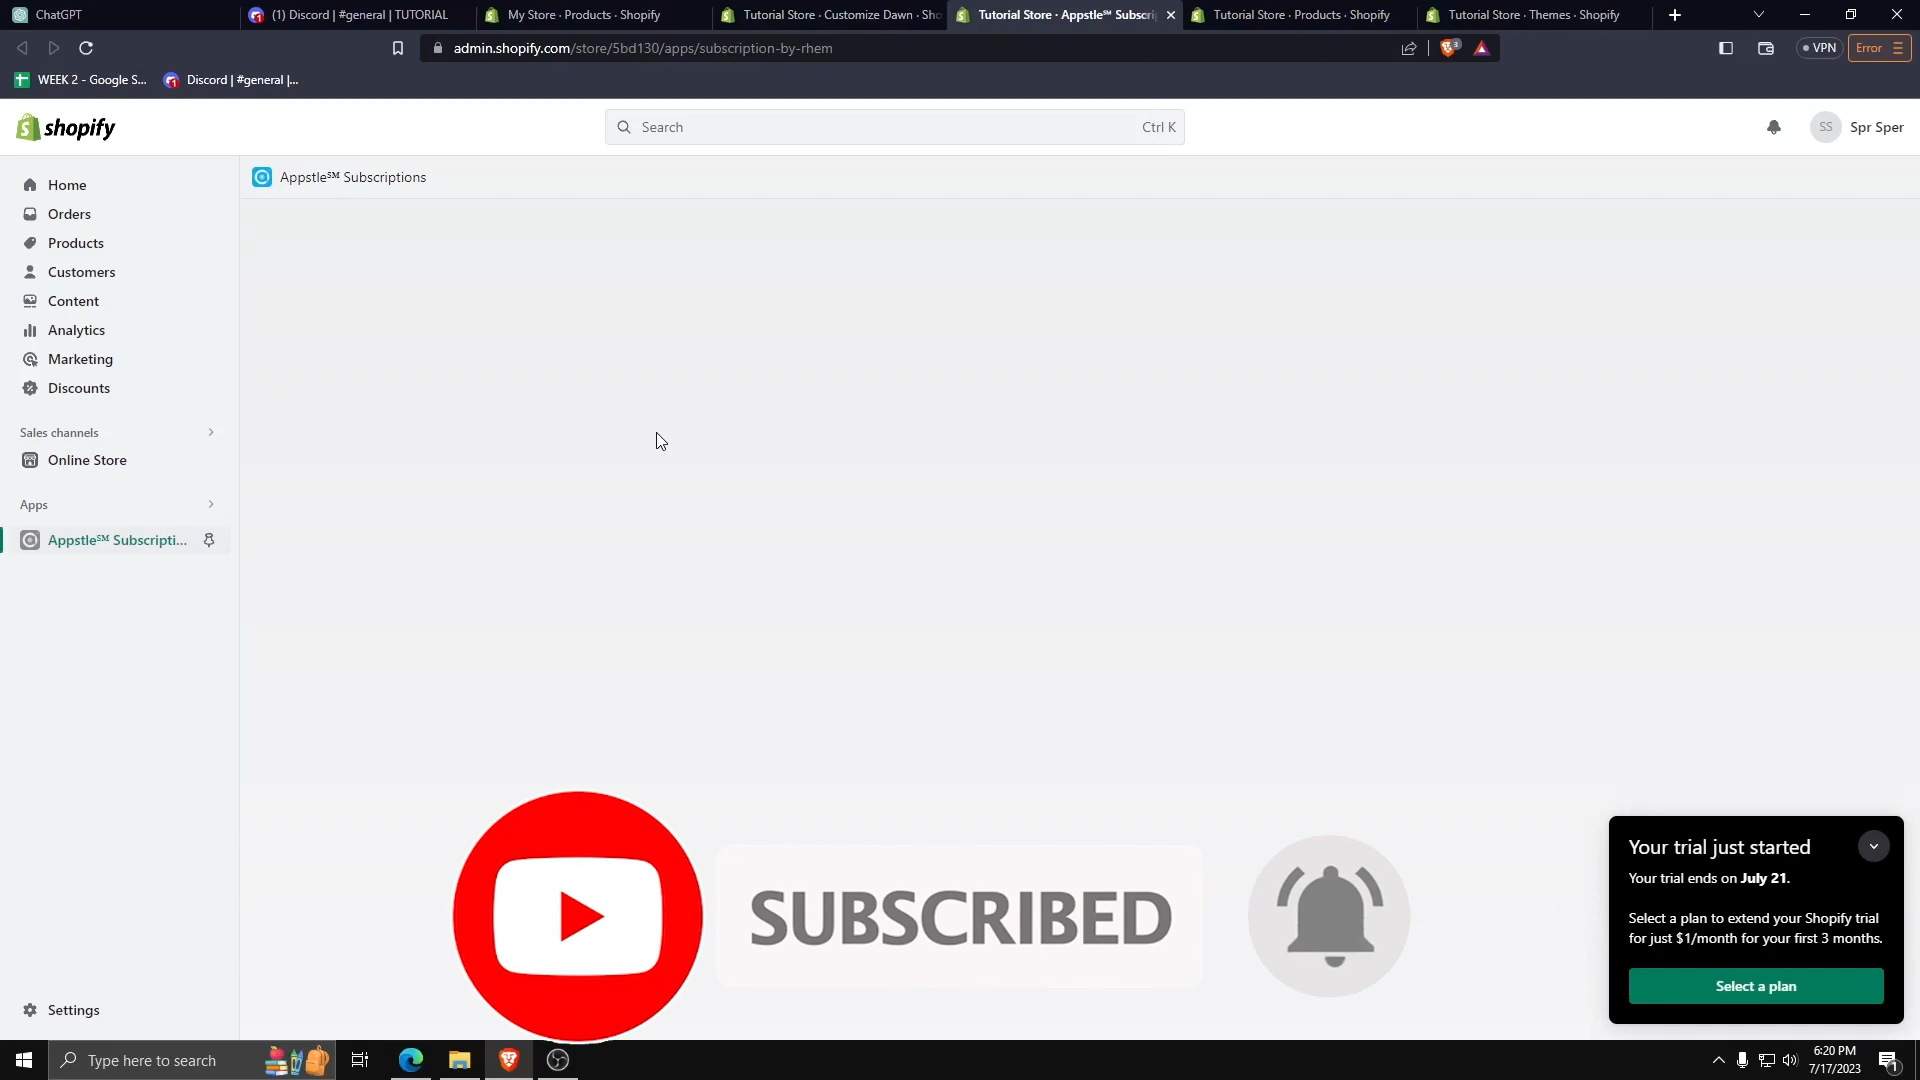 ChatGPT
(1) Discord | #general | TUTORIAL
My Store · Products · Shopify
Tutorial Store · Customize Dawn · Sho
Tutorial Store · Appstle℠ Subscri
Tutorial Store · Products · Shopify
Tutorial Store · Themes · Shopify
admin.shopify.com/store/5bd130/apps/subscription-by-rhem
3
VPN
Error
WEEK 2 - Google S...
Discord | #general |...
shopify
Search
Ctrl K
SS
Spr Sper
Home
Appstle℠ Subscriptions
Orders
Products
Customers
Content
Analytics
Marketing
Discounts
Sales channels
Online Store
Apps
Appstle℠ Subscripti...
Your trial just started
Your trial ends on July 21.
Select a plan to extend your Shopify trial
for just $1/month for your first 3 months.
Select a plan
SUBSCRIBED
Settings
Type here to search
6:20 PM
7/17/2023
1